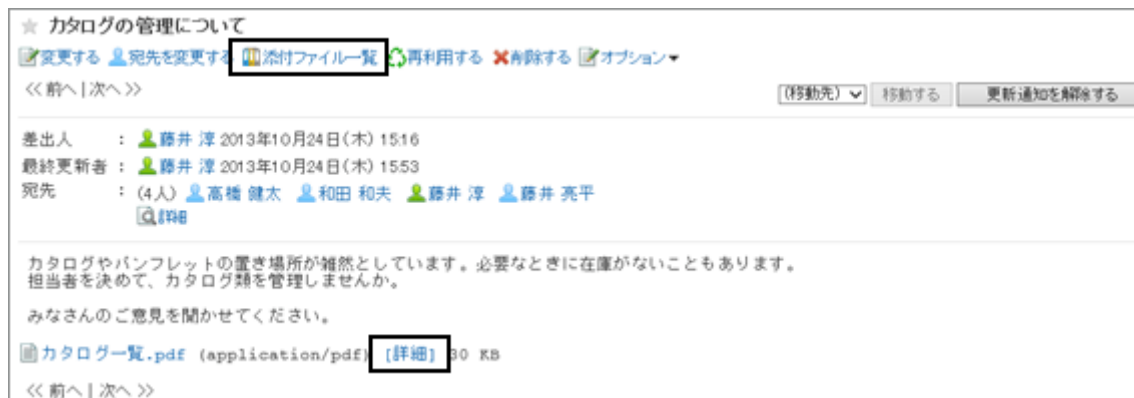 カタログの管理について
変更する 宛先を変更する 添付ファイル一覧 再利用する 削除する オプション▼
<< 前へ | 次へ >>
(移動先) 移動する 更新通知を解除する
差出人 : 藤井 淳 2013年10月24日(木) 15:16
最終更新者 : 藤井 淳 2013年10月24日(木) 15:53
宛先 : (4人) 高橋 健太 和田 和夫 藤井 淳 藤井 亮平
詳細
カタログやパンフレットの置き場所が雑然としています。必要なときに在庫がないこともあります。
担当者を決めて、カタログ類を管理しませんか。
みなさんのご意見を聞かせてください。
カタログ一覧.pdf (application/pdf) [詳細] 30 KB
<< 前へ | 次へ >>